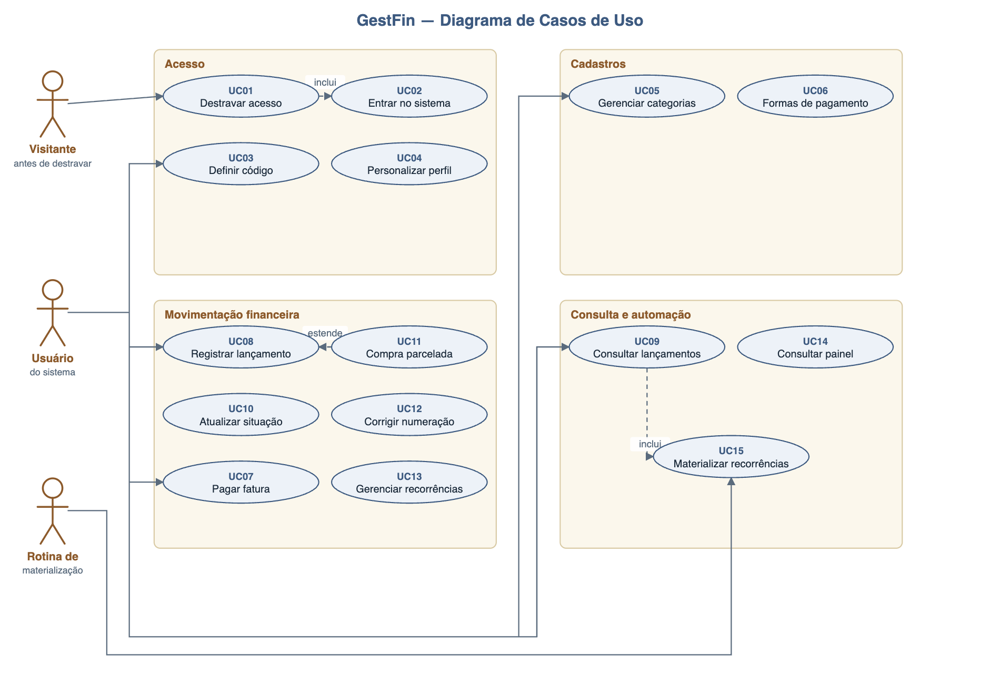 GestFin — Diagrama de Casos de Uso
Visitante
antes de destravar
Acesso
UC01
Destravar acesso
inclui
UC02
Entrar no sistema
UC03
Definir código
UC04
Personalizar perfil
Cadastros
UC05
Gerenciar categorias
UC06
Formas de pagamento
Usuário
do sistema
Movimentação financeira
UC08
Registrar lançamento
estende
UC11
Compra parcelada
UC10
Atualizar situação
UC12
Corrigir numeração
UC07
Pagar fatura
UC13
Gerenciar recorrências
Consulta e automação
UC09
Consultar lançamentos
UC14
Consultar painel
inclui
UC15
Materializar recorrências
Rotina de
materialização